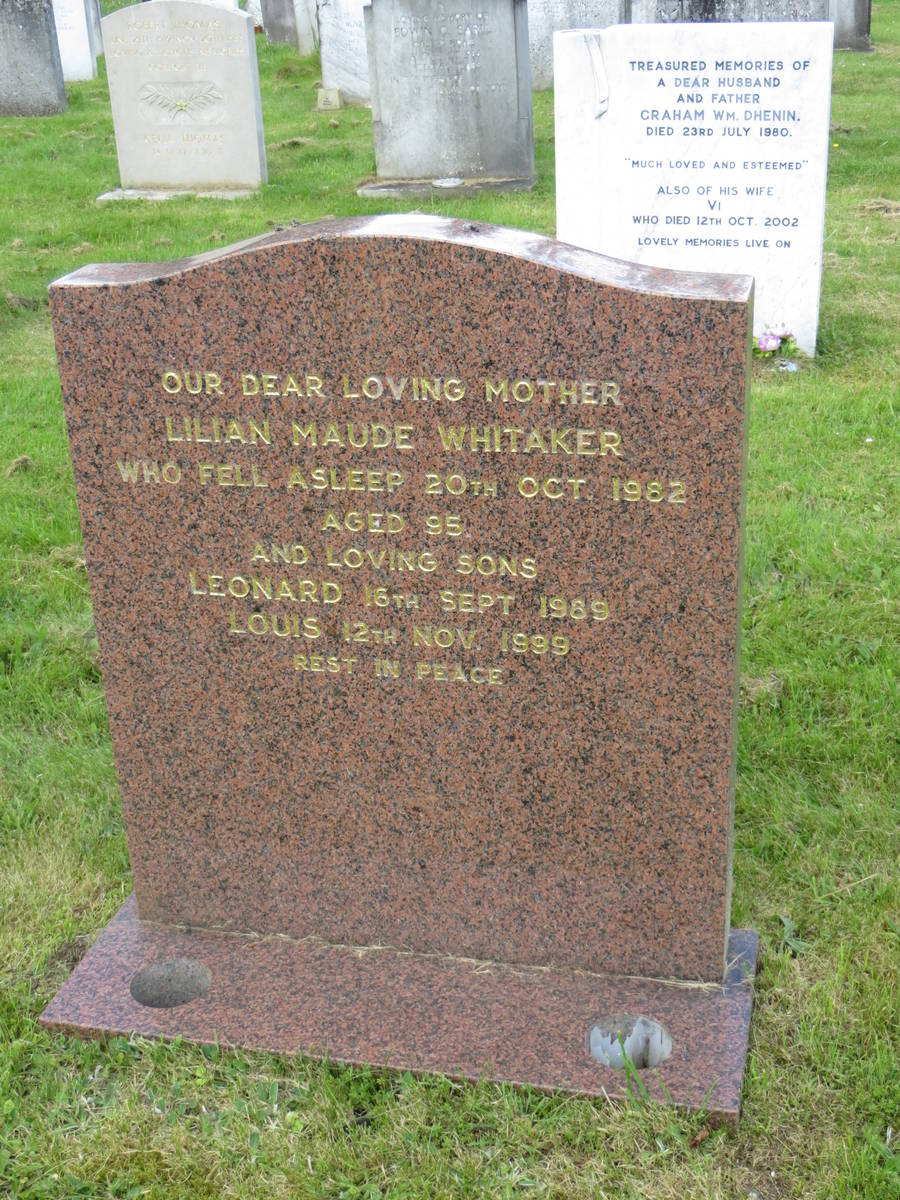 OUR DEAR LOVING MOTHER
LILIAN MAUDE WHITAKER
WHO FELL ASLEEP 20TH OCT. 1982
AGED 95.
AND LOVING SONS
LEONARD 16TH SEPT. 1989
LOUIS 12TH NOV. 1999
REST IN PEACE
TREASURED MEMORIES OF
A DEAR HUSBAND
AND FATHER
GRAHAM WM. DHENIN.
DIED 23RD JULY 1980.
"MUCH LOVED AND ESTEEMED"
ALSO OF HIS WIFE
VI
WHO DIED 12TH OCT. 2002
LOVELY MEMORIES LIVE ON